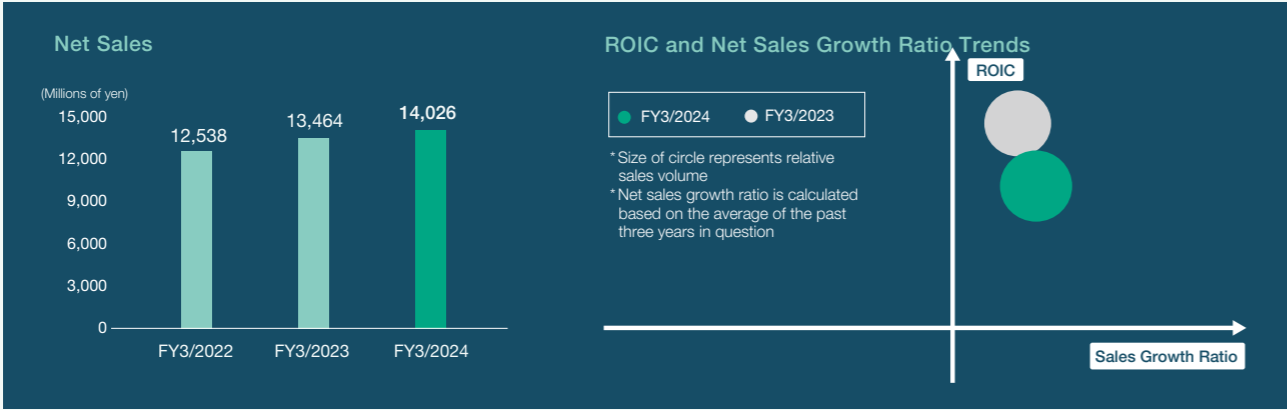 Net Sales
(Millions of yen)
15,000
12,000
9,000
6,000
3,000
0
12,538
13,464
14,026
FY3/2022
FY3/2023
FY3/2024
ROIC and Net Sales Growth Ratio Trends
FY3/2024
FY3/2023
*Size of circle represents relative
sales volume
*Net sales growth ratio is calculated
based on the average of the past
three years in question
ROIC
Sales Growth Ratio